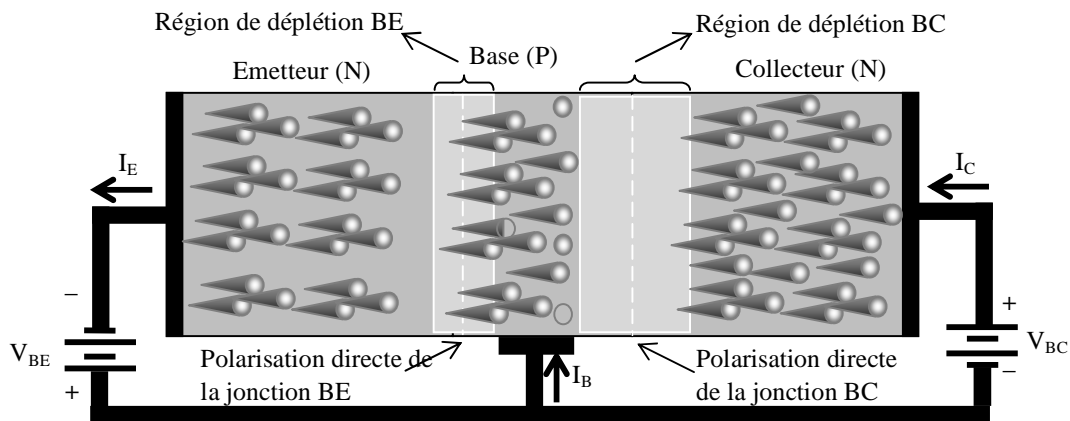 Région de déplétion BE
Région de déplétion BC
Base (P)
Emetteur (N)
Collecteur (N)
I_E
I_C
–
+
V_BE
V_BC
+
–
Polarisation directe de
la jonction BE
I_B
Polarisation directe
de la jonction BC